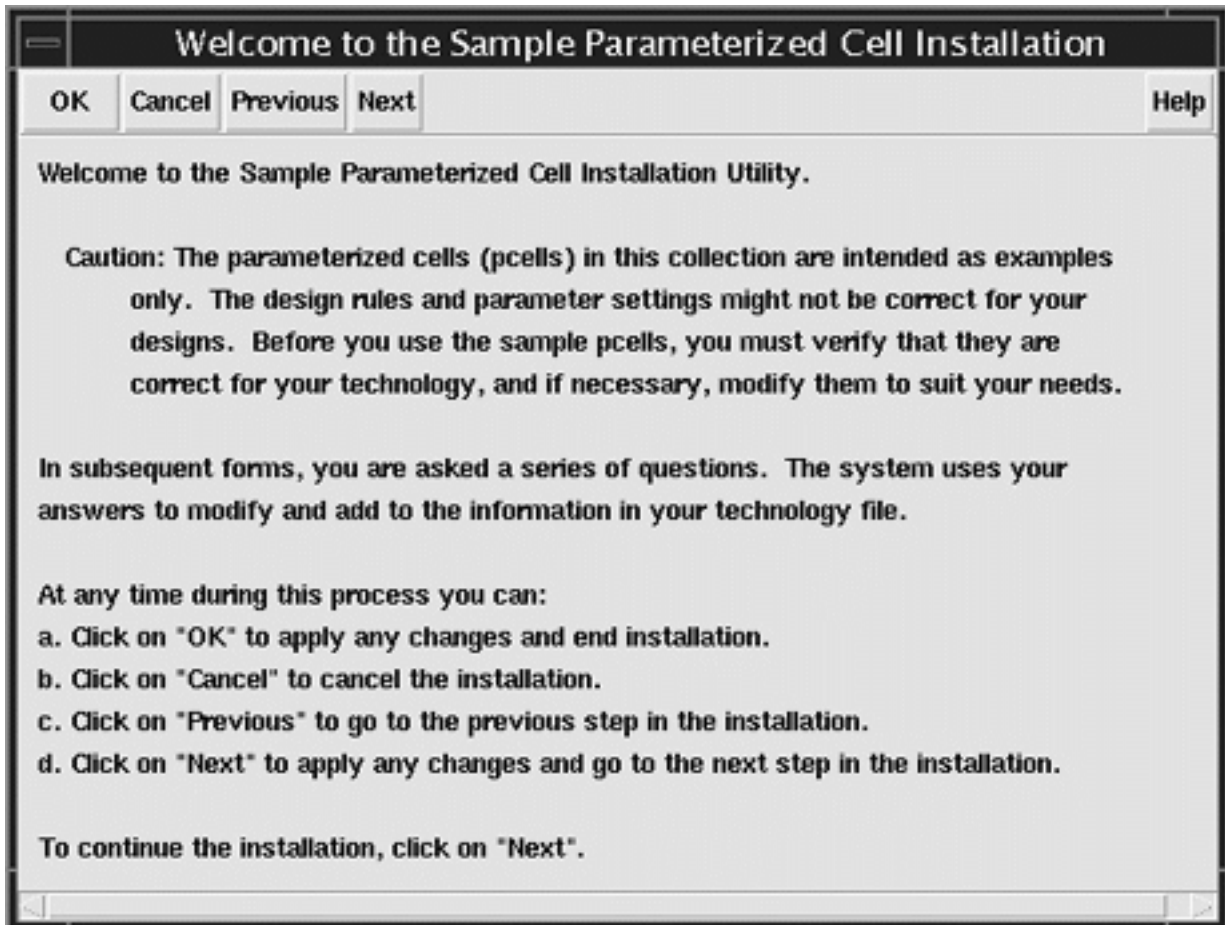 Welcome to the Sample Parameterized Cell Installation
OK Cancel Previous Next Help
Welcome to the Sample Parameterized Cell Installation Utility.
Caution: The parameterized cells (pcells) in this collection are intended as examples
only. The design rules and parameter settings might not be correct for your
designs. Before you use the sample pcells, you must verify that they are
correct for your technology, and if necessary, modify them to suit your needs.
In subsequent forms, you are asked a series of questions. The system uses your
answers to modify and add to the information in your technology file.
At any time during this process you can:
a. Click on "OK" to apply any changes and end installation.
b. Click on "Cancel" to cancel the installation.
c. Click on "Previous" to go to the previous step in the installation.
d. Click on "Next" to apply any changes and go to the next step in the installation.
To continue the installation, click on "Next".